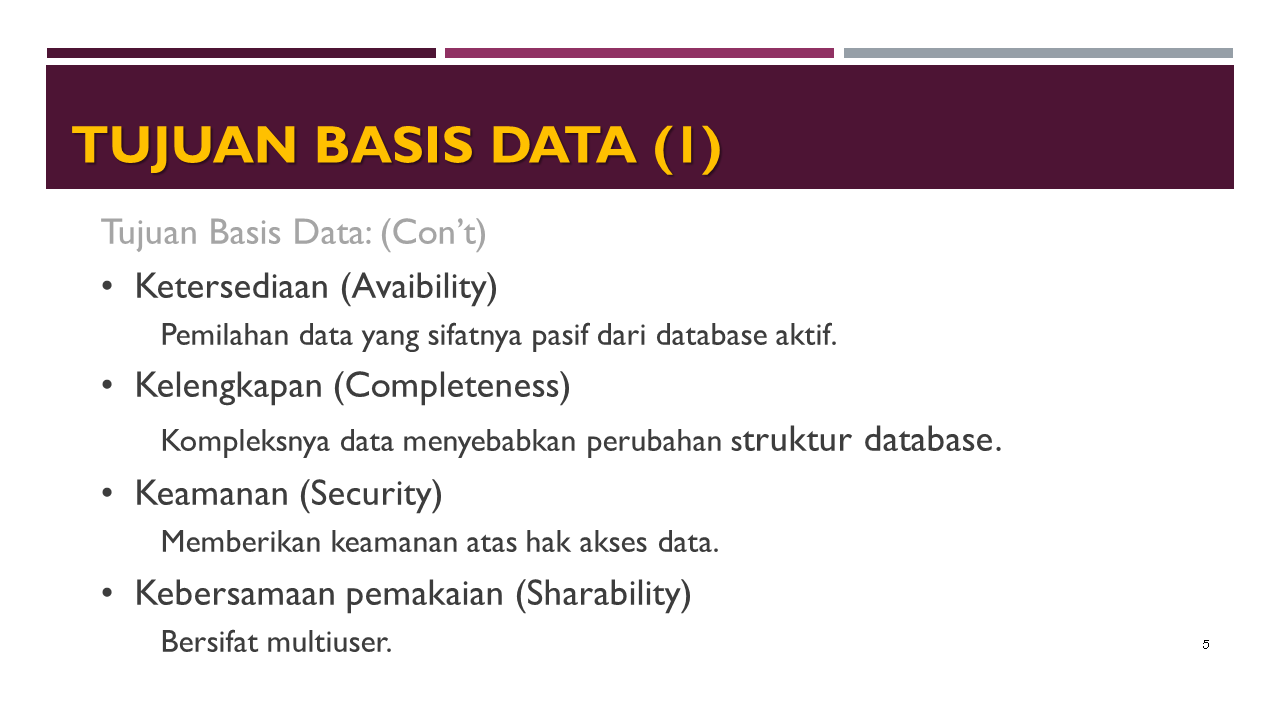 TUJUAN BASIS DATA (1)
Tujuan Basis Data: (Con’t)
• Ketersediaan (Avaibility)
Pemilahan data yang sifatnya pasif dari database aktif.
• Kelengkapan (Completeness)
Kompleksnya data menyebabkan perubahan struktur database.
• Keamanan (Security)
Memberikan keamanan atas hak akses data.
• Kebersamaan pemakaian (Sharability)
Bersifat multiuser.
5